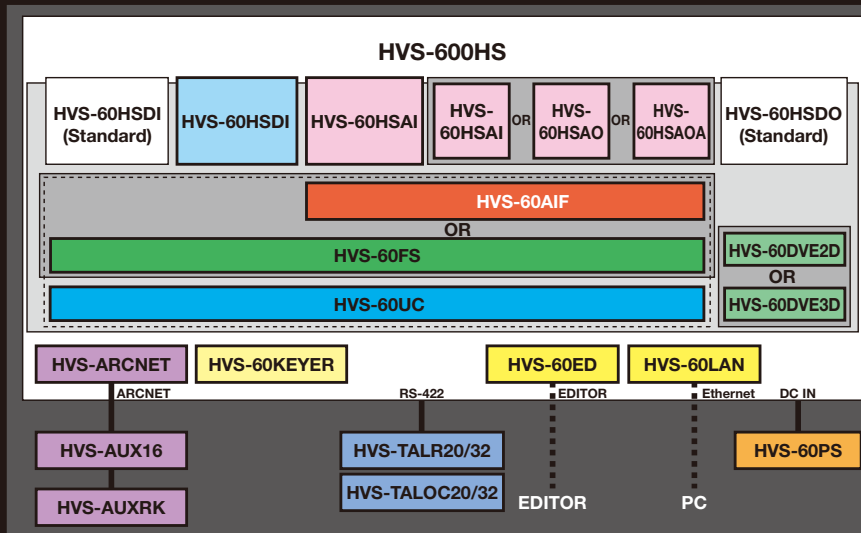 HVS-600HS
HVS-60HSDI
(Standard)
HVS-60HSDI
HVS-60HSAI
HVS-
60HSAI
OR
HVS-
60HSAO
OR
HVS-
60HSAOA
HVS-60HSDO
(Standard)
HVS-60AIF
OR
HVS-60FS
HVS-60UC
HVS-60DVE2D
OR
HVS-60DVE3D
HVS-ARCNET
HVS-60KEYER
HVS-60ED
HVS-60LAN
ARCNET
RS-422
EDITOR
Ethernet
DC IN
HVS-AUX16
HVS-TALR20/32
HVS-60PS
HVS-AUXRK
HVS-TALOC20/32
EDITOR
PC